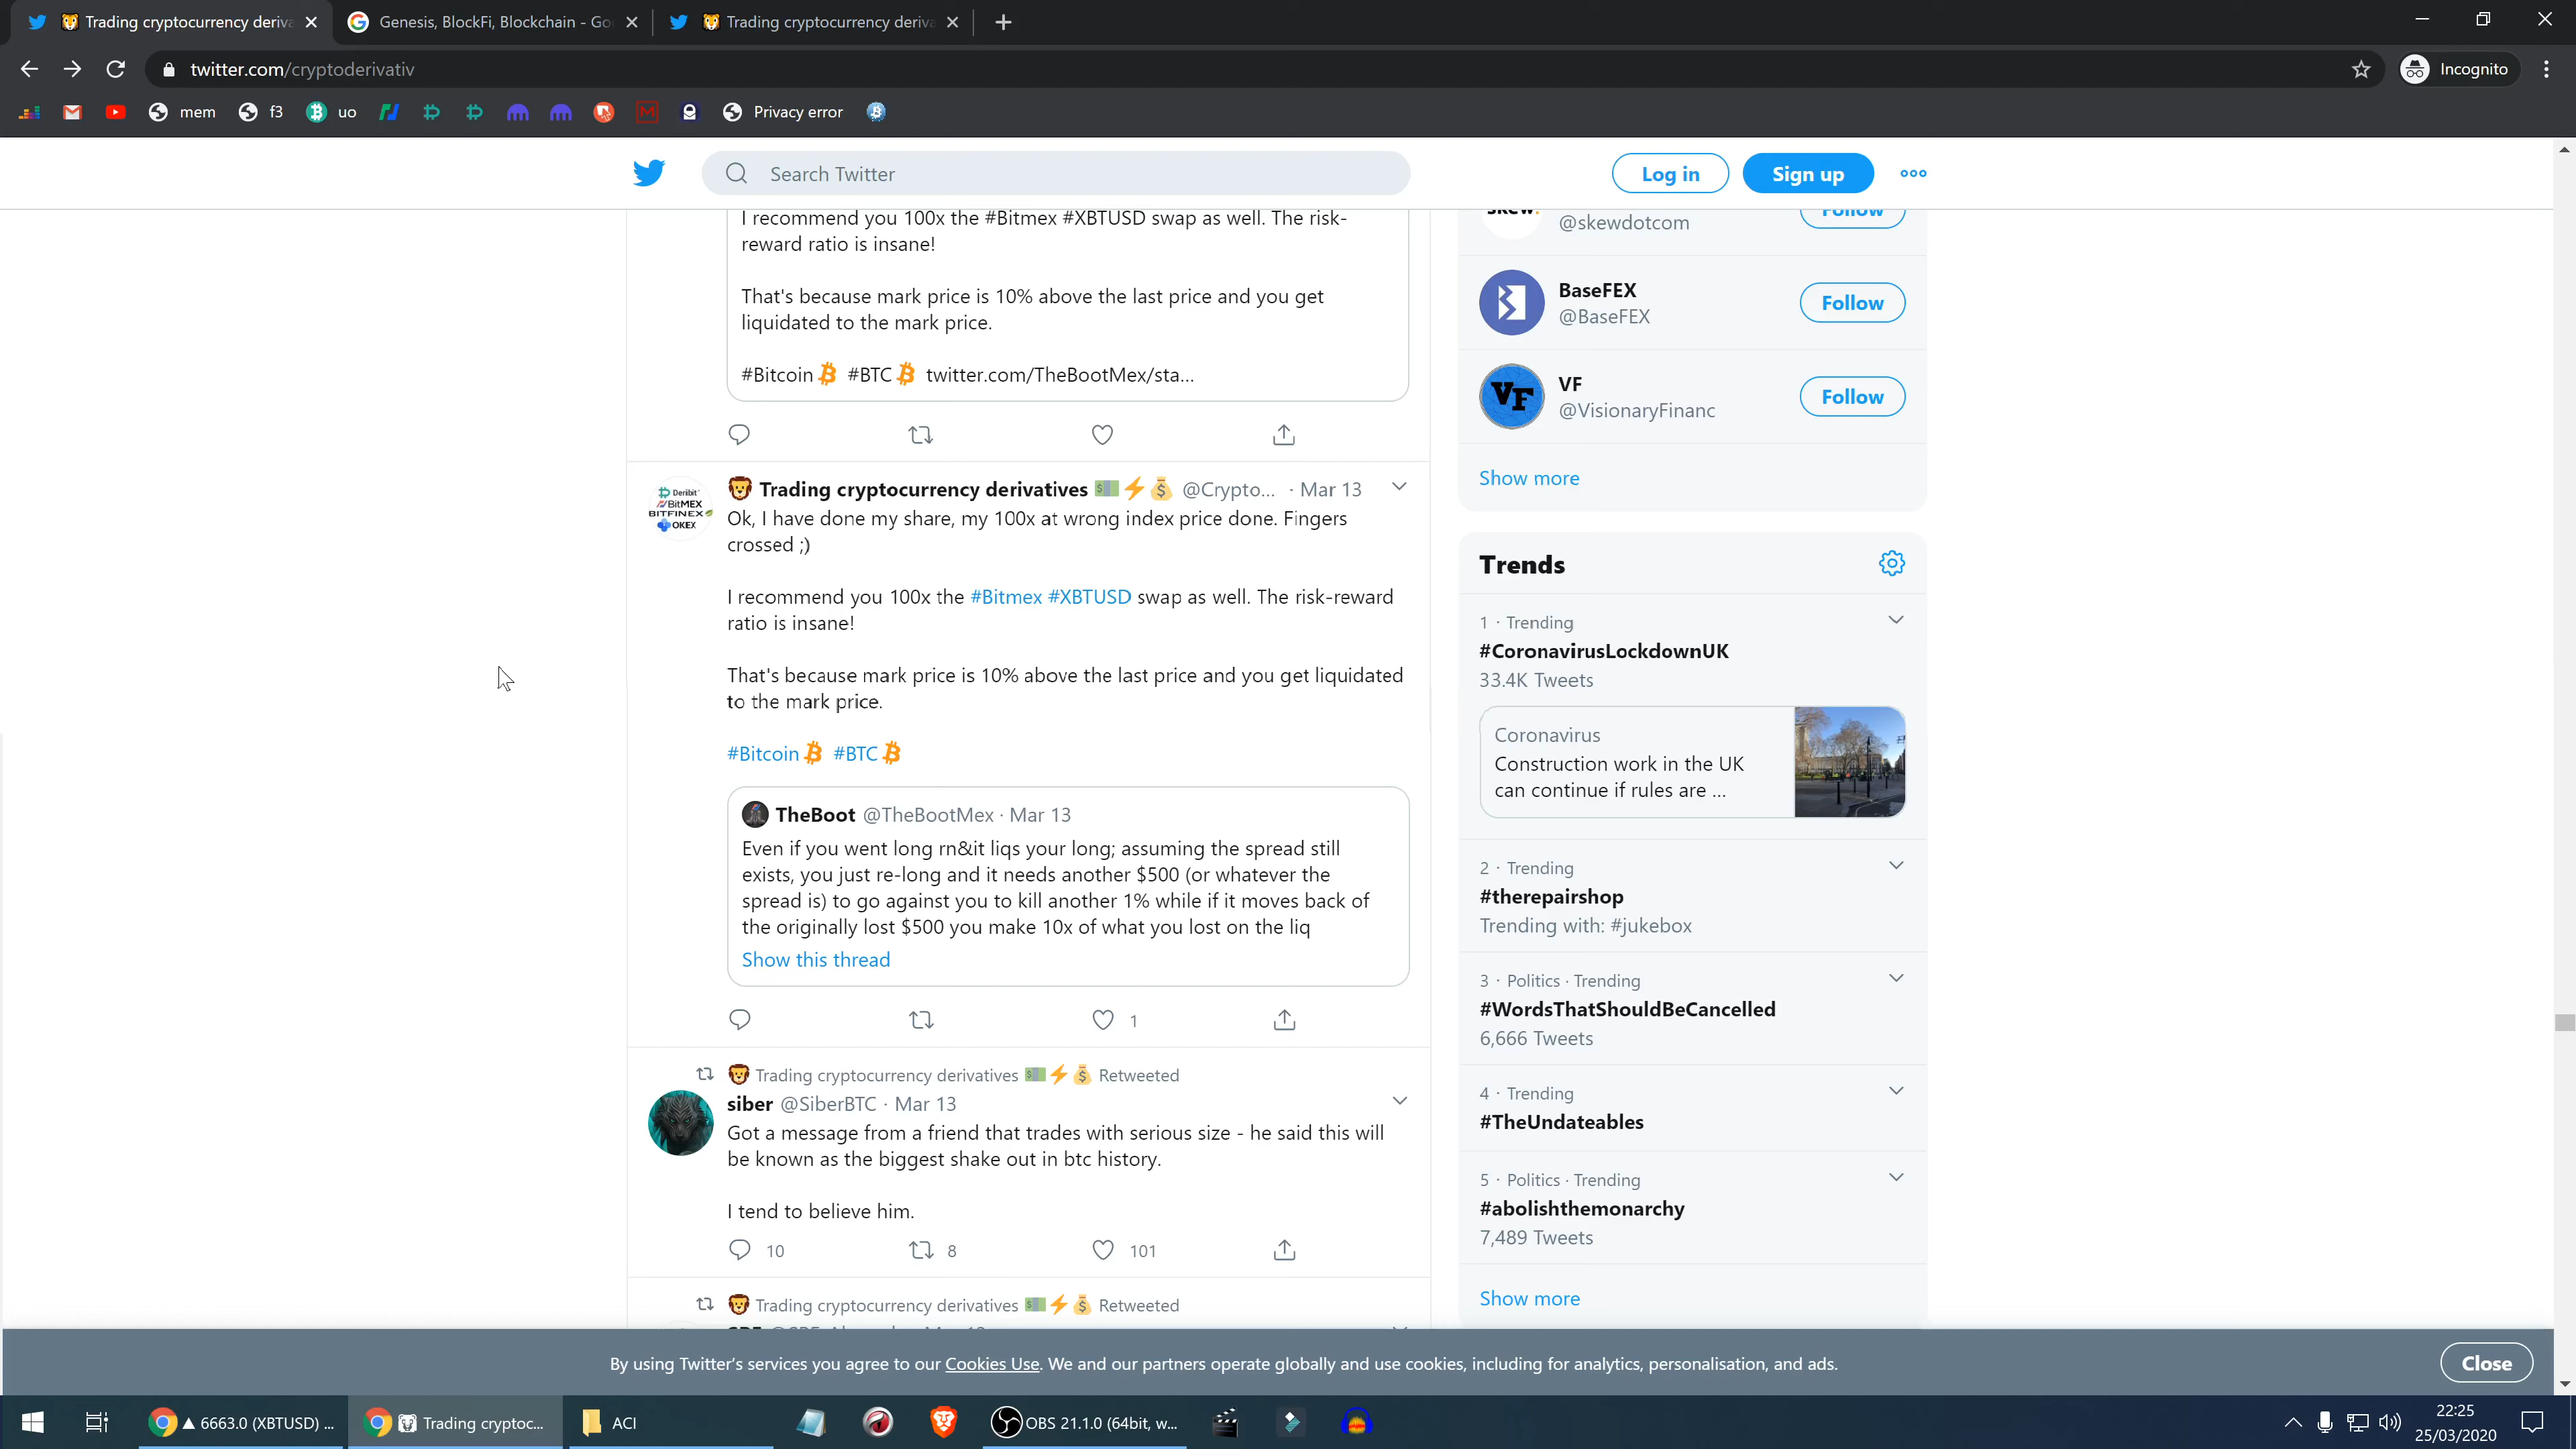 Trading cryptocurrency deriva
Genesis, BlockFi, Blockchain - Go
Trading cryptocurrency deriva
twitter.com/cryptoderivativ
Incognito
mem
f3
uo
Privacy error
Search Twitter
Log in
Sign up
I recommend you 100x the #Bitmex #XBTUSD swap as well. The risk-
reward ratio is insane!
That's because mark price is 10% above the last price and you get
liquidated to the mark price.
#Bitcoin #BTC twitter.com/TheBootMex/sta...
Deribit
BitMEX
BITFINEX
OKEX
Trading cryptocurrency derivatives @Crypto... · Mar 13
Ok, I have done my share, my 100x at wrong index price done. Fingers
crossed ;)
I recommend you 100x the #Bitmex #XBTUSD swap as well. The risk-reward
ratio is insane!
That's because mark price is 10% above the last price and you get liquidated
to the mark price.
#Bitcoin #BTC
TheBoot @TheBootMex · Mar 13
Even if you went long rn&it liqs your long; assuming the spread still
exists, you just re-long and it needs another $500 (or whatever the
spread is) to go against you to kill another 1% while if it moves back of
the originally lost $500 you make 10x of what you lost on the liq
Show this thread
1
Trading cryptocurrency derivatives Retweeted
siber @SiberBTC · Mar 13
Got a message from a friend that trades with serious size - he said this will
be known as the biggest shake out in btc history.
I tend to believe him.
10 8 101
Trading cryptocurrency derivatives Retweeted
skew.
@skewdotcom
Follow
BaseFEX
@BaseFEX
Follow
VF
VF
@VisionaryFinanc
Follow
Show more
Trends
1 · Trending
#CoronavirusLockdownUK
33.4K Tweets
Coronavirus
Construction work in the UK
can continue if rules are ...
2 · Trending
#therepairshop
Trending with: #jukebox
3 · Politics · Trending
#WordsThatShouldBeCancelled
6,666 Tweets
4 · Trending
#TheUndateables
5 · Politics · Trending
#abolishthemonarchy
7,489 Tweets
Show more
By using Twitter's services you agree to our Cookies Use. We and our partners operate globally and use cookies, including for analytics, personalisation, and ads.
Close
▲ 6663.0 (XBTUSD) ...
Trading cryptoc...
ACI
OBS 21.1.0 (64bit, w...
22:25
25/03/2020